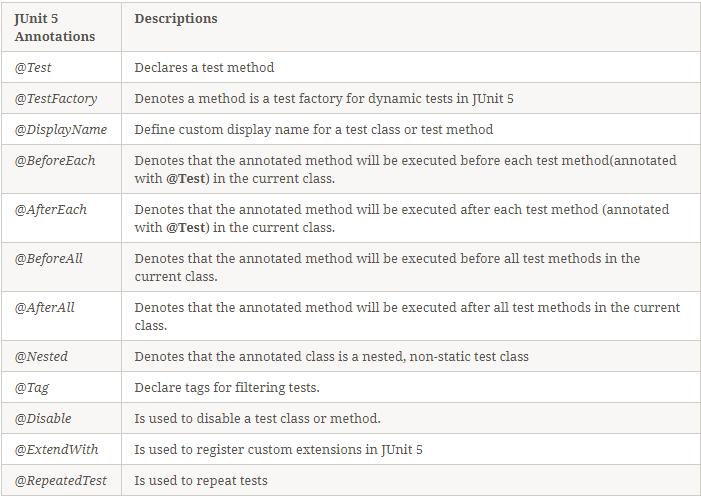 JUnit 5 Descriptions
Annotations
@Test Declares a test method
@TestFactory Denotes a method is a test factory for dynamic tests in JUnit 5
@DisplayName Define custom display name for a test class or test method
@BeforeEach Denotes that the annotated method will be executed before each test method(annotated
with @Test) in the current class.
@AfterEach Denotes that the annotated method will be executed after each test method (annotated
with @Test) in the current class.
@BeforeAll Denotes that the annotated method will be executed before all test methods in the
current class.
@AfterAll Denotes that the annotated method will be executed after all test methods in the current
class.
@Nested Denotes that the annotated class is a nested, non-static test class
@Tag Declare tags for filtering tests.
@Disable Is used to disable a test class or method.
@ExtendWith Is used to register custom extensions in JUnit 5
@RepeatedTest Is used to repeat tests